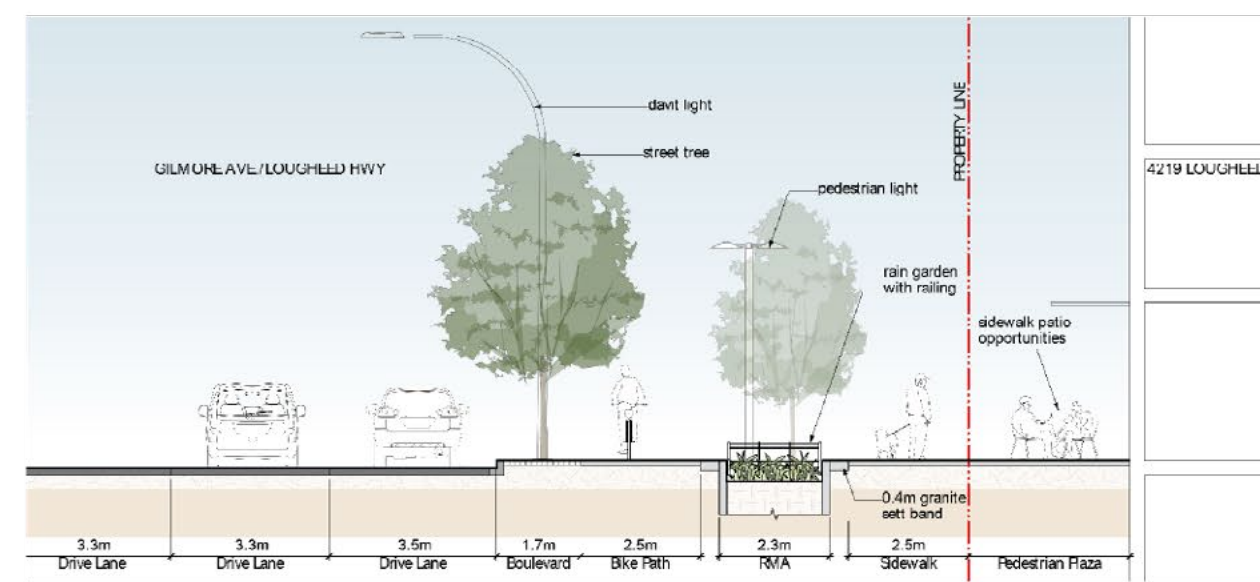 davit light
street tree
GILMORE AVE./LOUGHEED HWY
PROPERTY LINE
4219 LOUGHEED
pedestrian light
rain garden
with railing
sidewalk patio
opportunities
0.4m granite
sett band
3.3m
Drive Lane
3.3m
Drive Lane
3.5m
Drive Lane
1.7m
Boulevard
2.5m
Bike Path
2.3m
RMA
2.5m
Sidewalk
Pedestrian Plaza